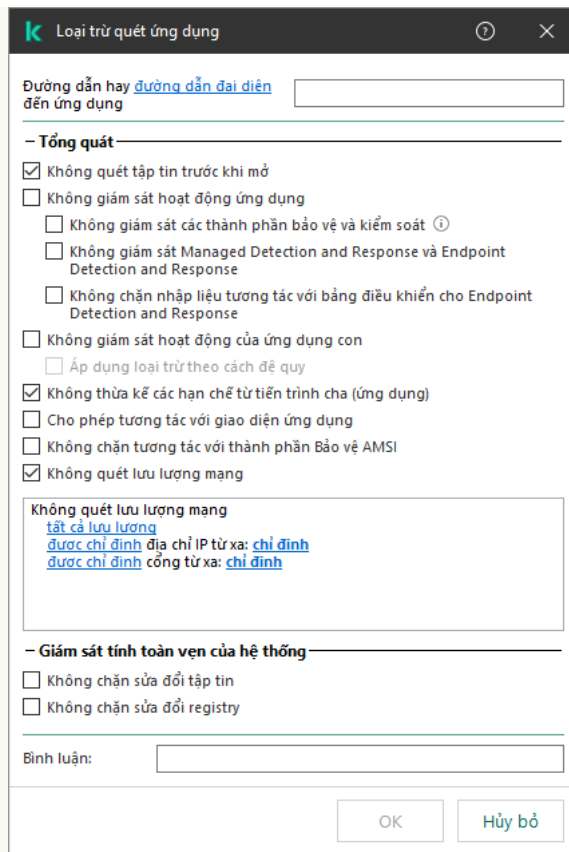 Loại trừ quét ứng dụng
Đường dẫn hay đường dẫn đại diện
đến ứng dụng
– Tổng quát
Không quét tập tin trước khi mở
Không giám sát hoạt động ứng dụng
Không giám sát các thành phần bảo vệ và kiểm soát
Không giám sát Managed Detection and Response và Endpoint
Detection and Response
Không chặn nhập liệu tương tác với bảng điều khiển cho Endpoint
Detection and Response
Không giám sát hoạt động của ứng dụng con
Áp dụng loại trừ theo cách đệ quy
Không thừa kế các hạn chế từ tiến trình cha (ứng dụng)
Cho phép tương tác với giao diện ứng dụng
Không chặn tương tác với thành phần Bảo vệ AMSI
Không quét lưu lượng mạng
Không quét lưu lượng mạng
tất cả lưu lượng
được chỉ định địa chỉ IP từ xa: chỉ định
được chỉ định cổng từ xa: chỉ định
– Giám sát tính toàn vẹn của hệ thống
Không chặn sửa đổi tập tin
Không chặn sửa đổi registry
Bình luận:
OK Hủy bỏ